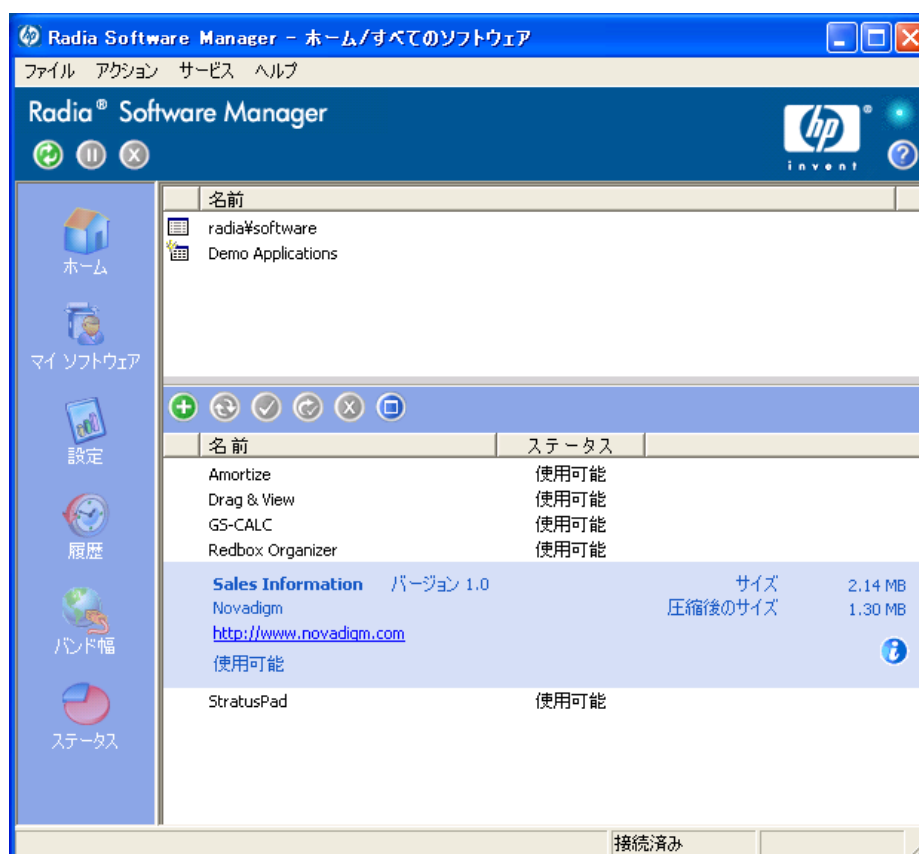 Radia Software Manager - ホーム/すべてのソフトウェア
ファイル アクション サービス ヘルプ
Radia® Software Manager
hp®
invent
名前
radia¥software
Demo Applications
ホーム
マイ ソフトウェア
設定
履歴
バンド幅
ステータス
名前 ステータス
Amortize 使用可能
Drag & View 使用可能
GS-CALC 使用可能
Redbox Organizer 使用可能
Sales Information バージョン 1.0 サイズ 2.14 MB
Novadigm 圧縮後のサイズ 1.30 MB
http://www.novadigm.com
使用可能
StratusPad 使用可能
接続済み